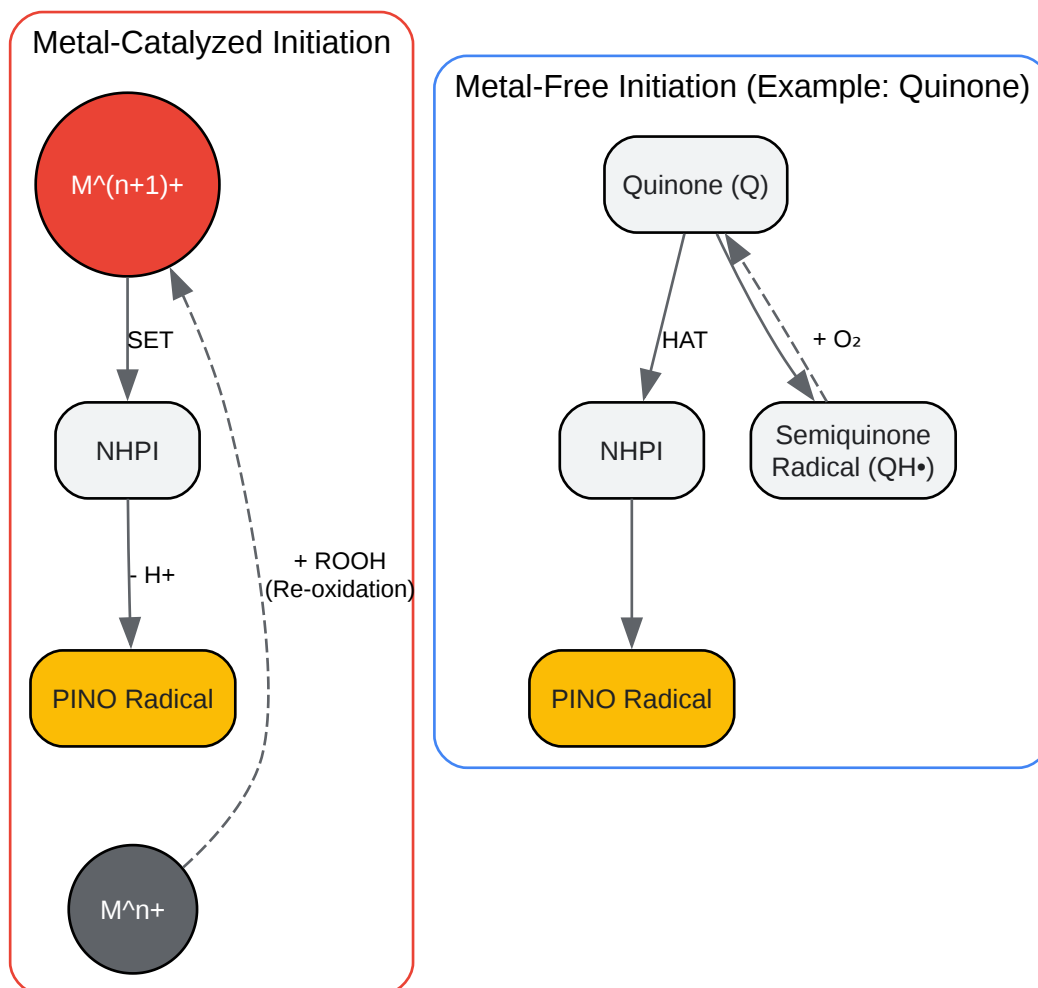 Metal-Catalyzed Initiation
M^(n+1)+
SET
NHPI
- H+
+ ROOH
(Re-oxidation)
PINO Radical
M^n+
Metal-Free Initiation (Example: Quinone)
Quinone (Q)
HAT
+ O₂
NHPI
Semiquinone
Radical (QH•)
PINO Radical